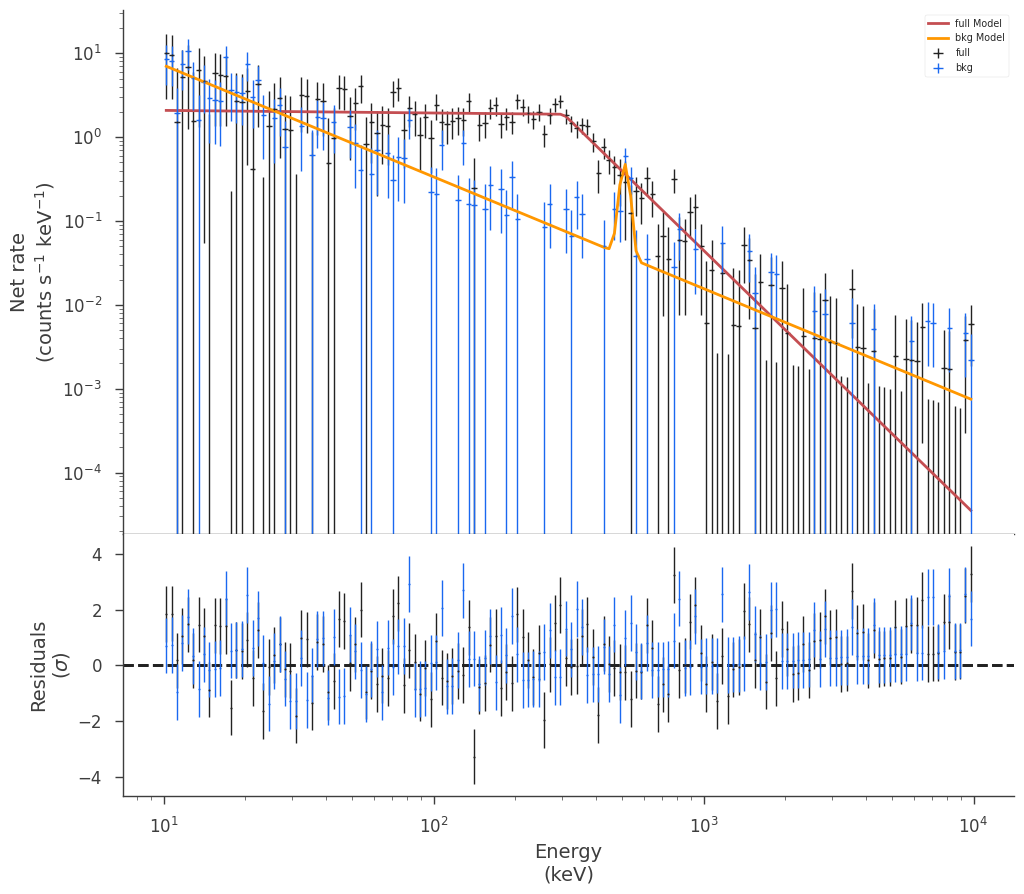 full Model
bkg Model
full
bkg
10¹
10⁰
10⁻¹
10⁻²
10⁻³
10⁻⁴
Net rate
(counts s⁻¹ keV⁻¹)
4
2
0
−2
−4
Residuals
(σ)
10¹ 10² 10³ 10⁴
Energy
(keV)